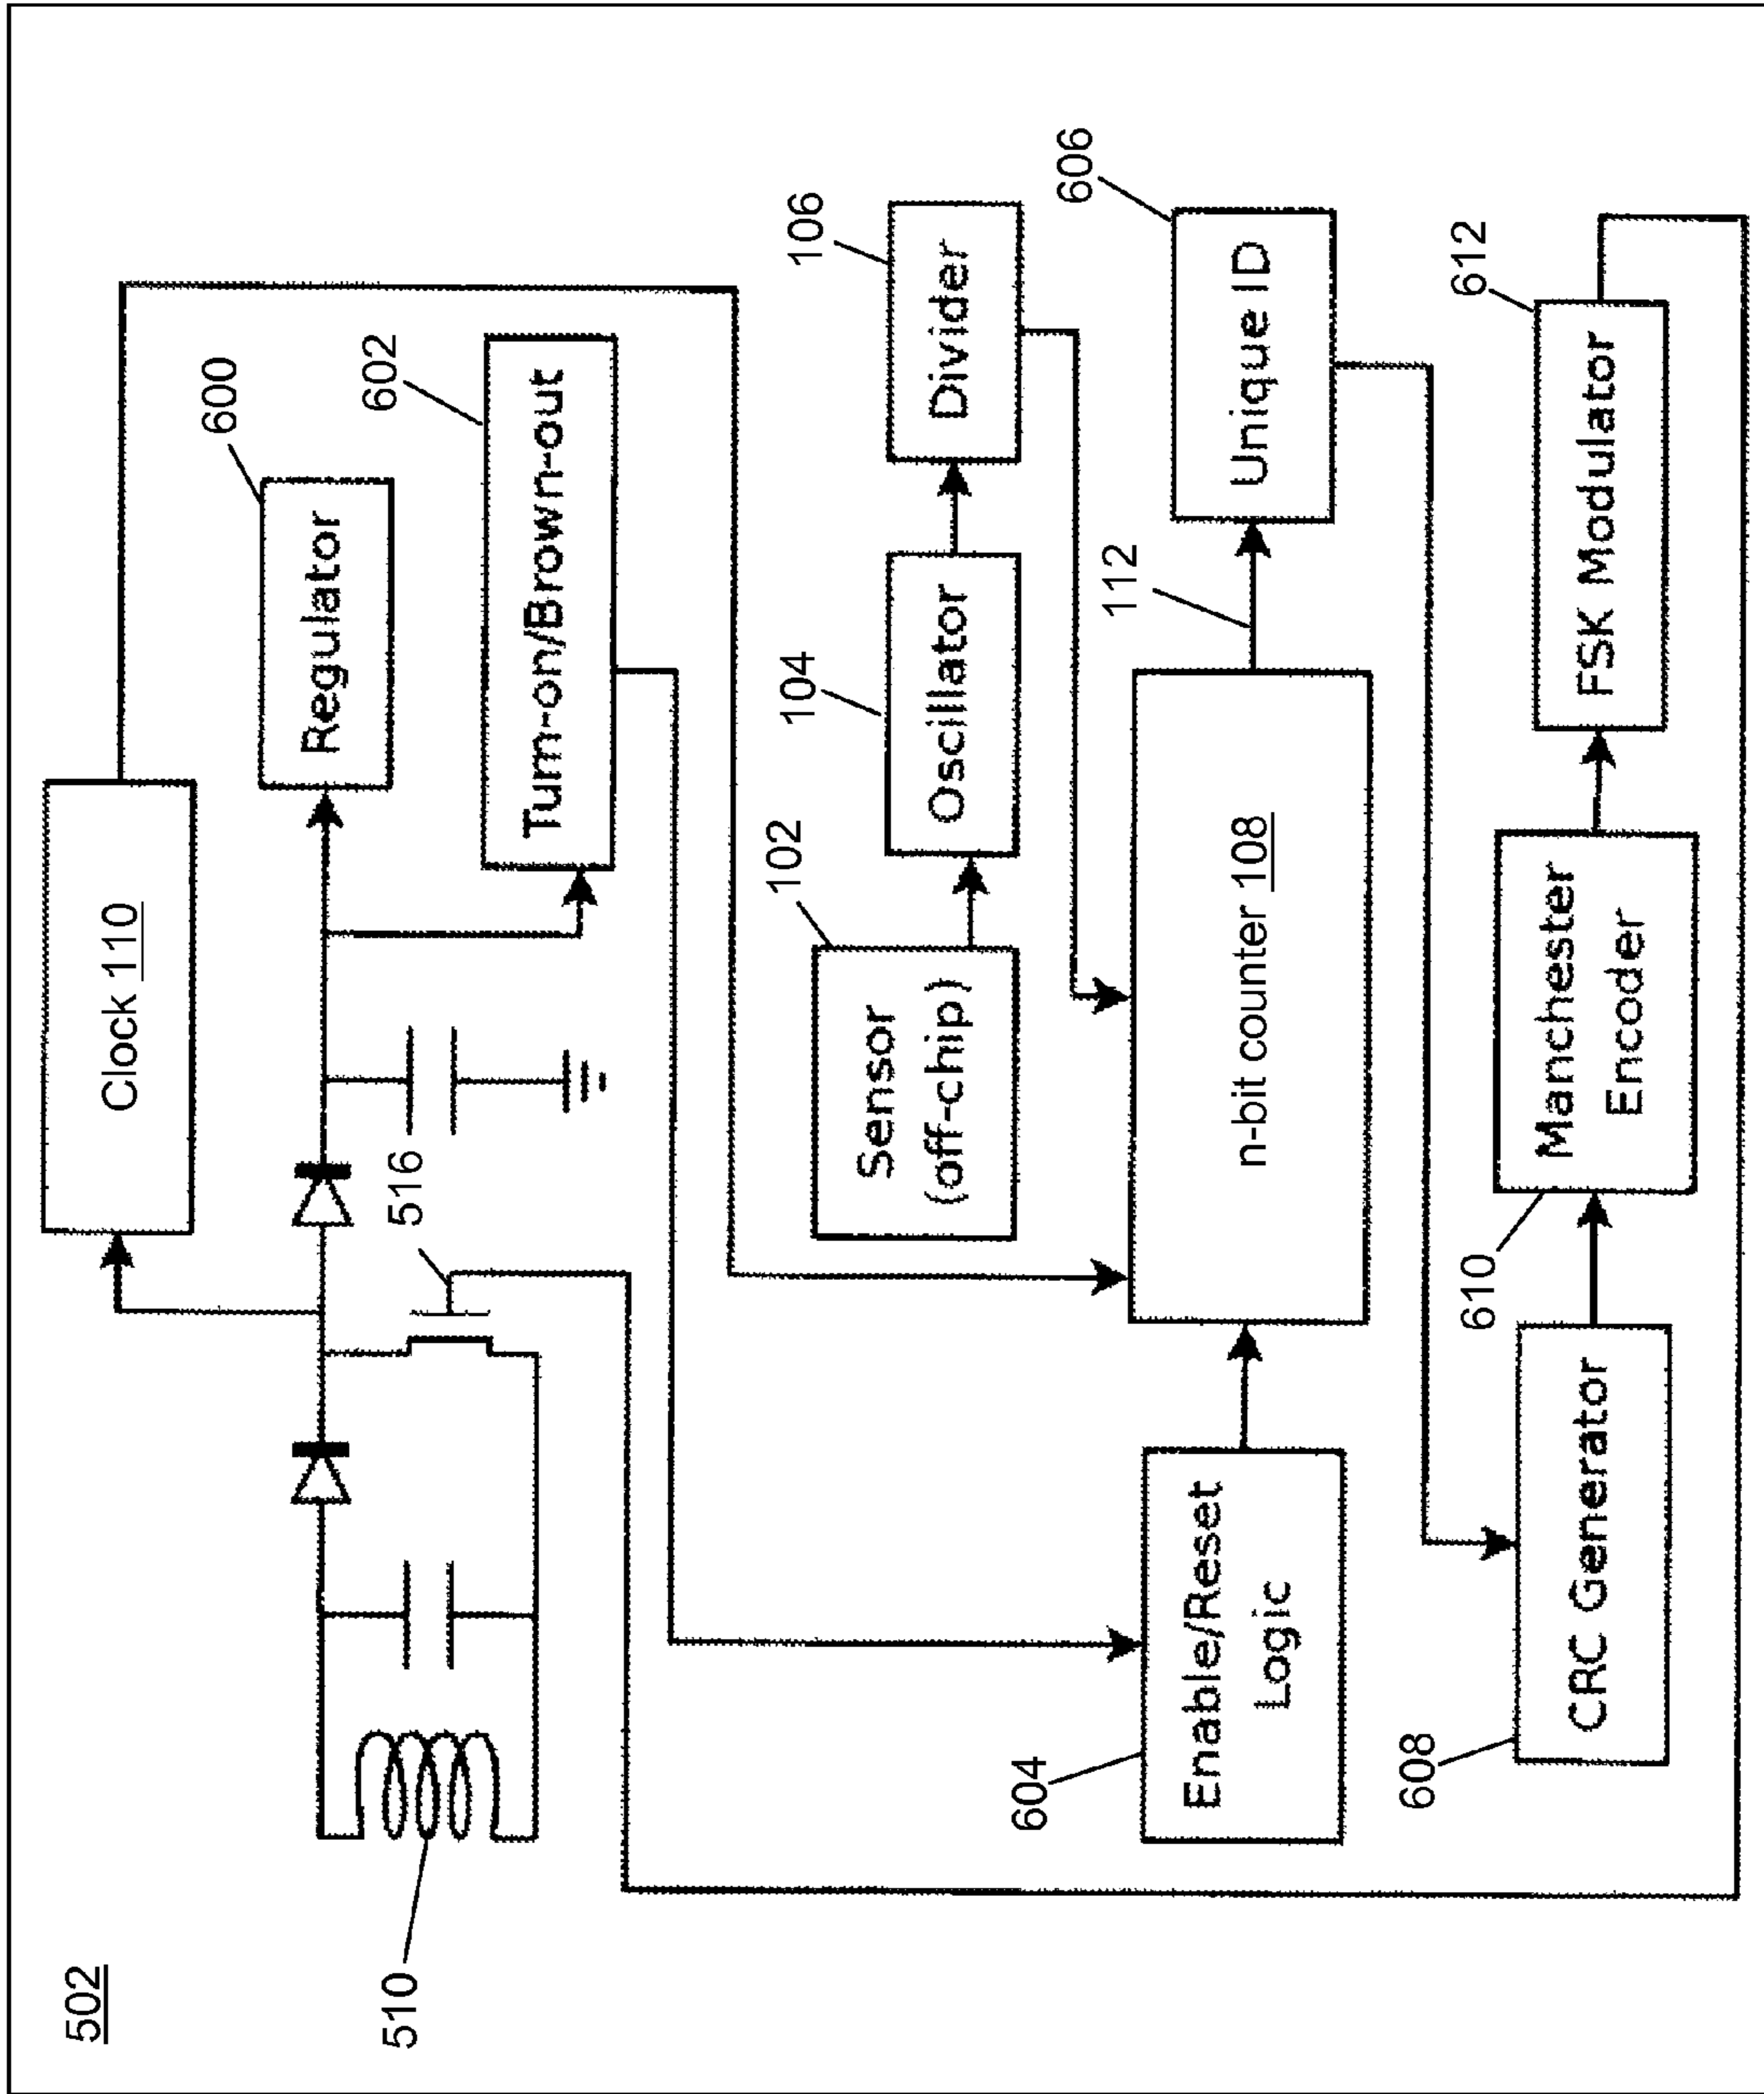 502
Clock 110
600
Regulator
510
516
602
Turn-on/Brown-out
102
104
106
Sensor
(off-chip)
Oscillator
Divider
604
112
606
Enable/Reset
Logic
n-bit counter 108
Unique ID
608
610
612
CRC Generator
Manchester
Encoder
FSK Modulator